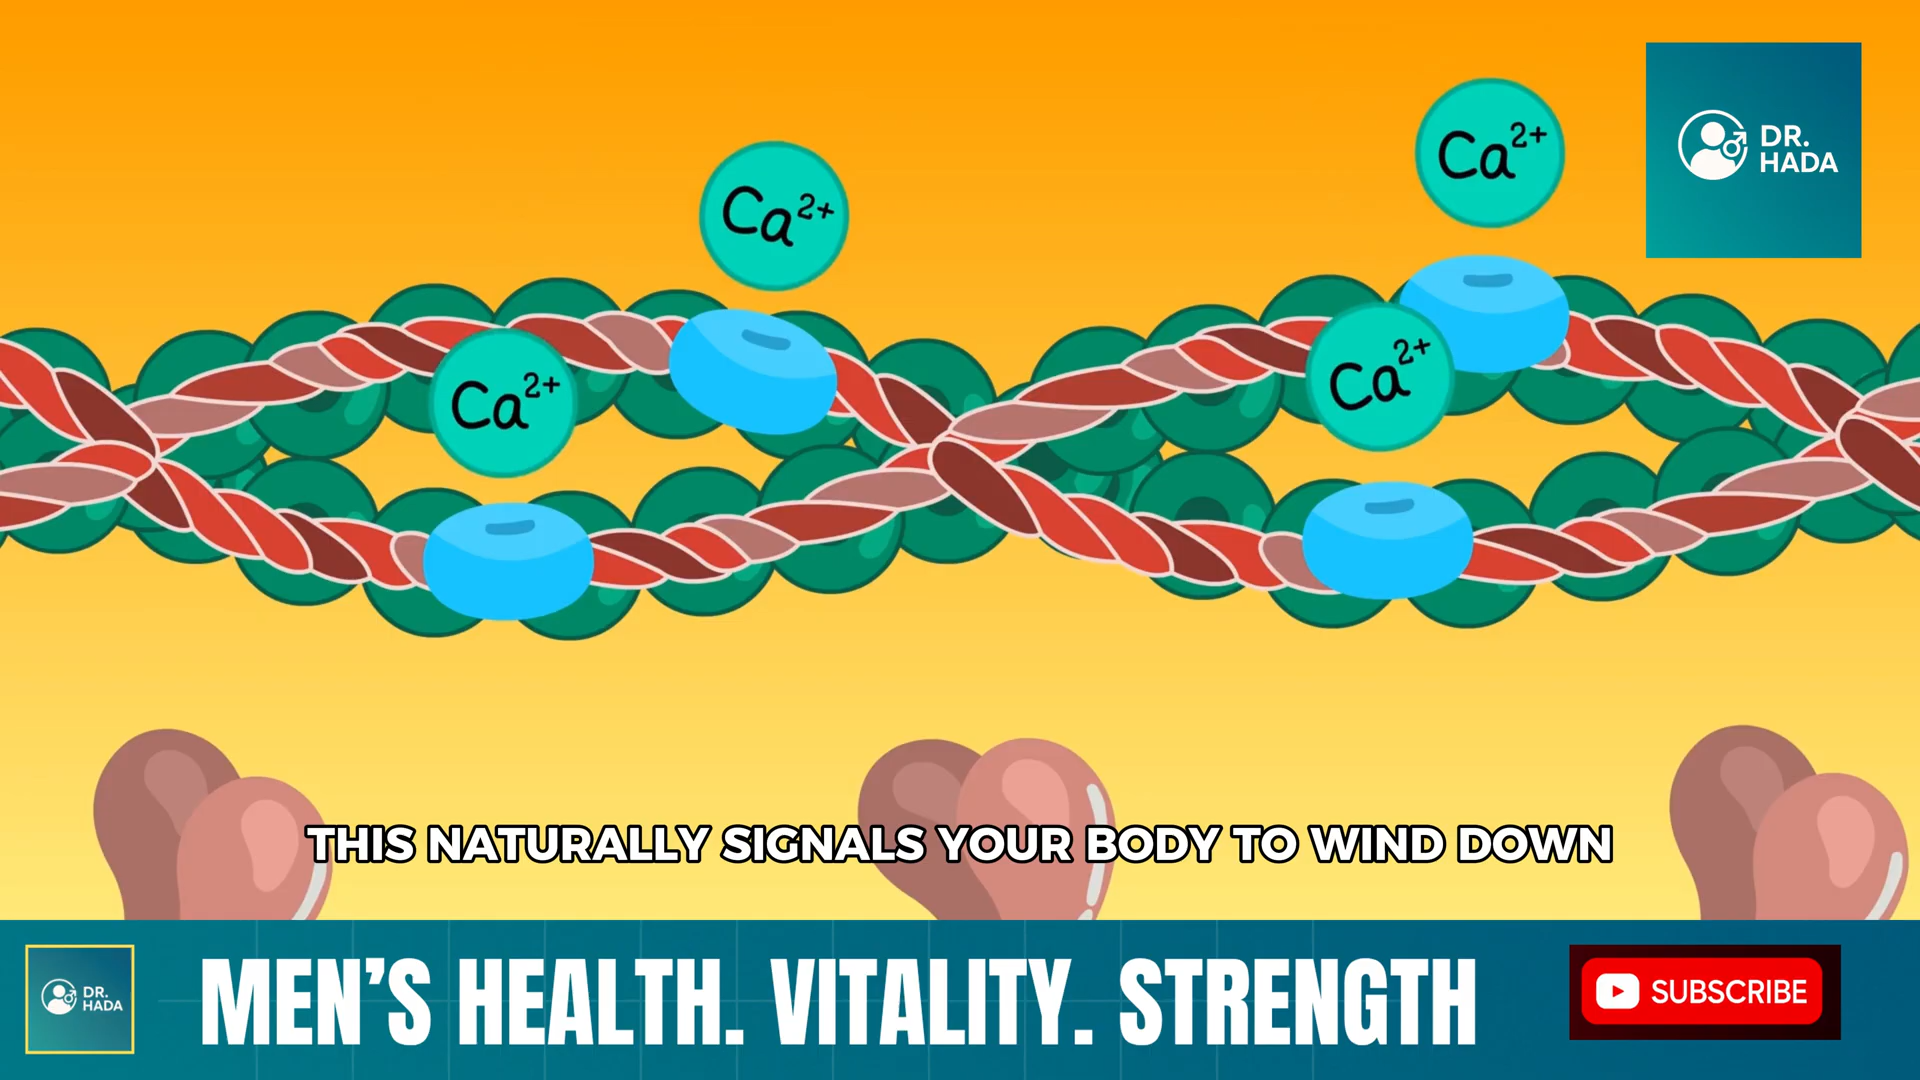 Ca²⁺
DR.
HADA
Ca²⁺
Ca²⁺
Ca²⁺
THIS NATURALLY SIGNALS YOUR BODY TO WIND DOWN
DR.
HADA
MEN’S HEALTH. VITALITY. STRENGTH
SUBSCRIBE